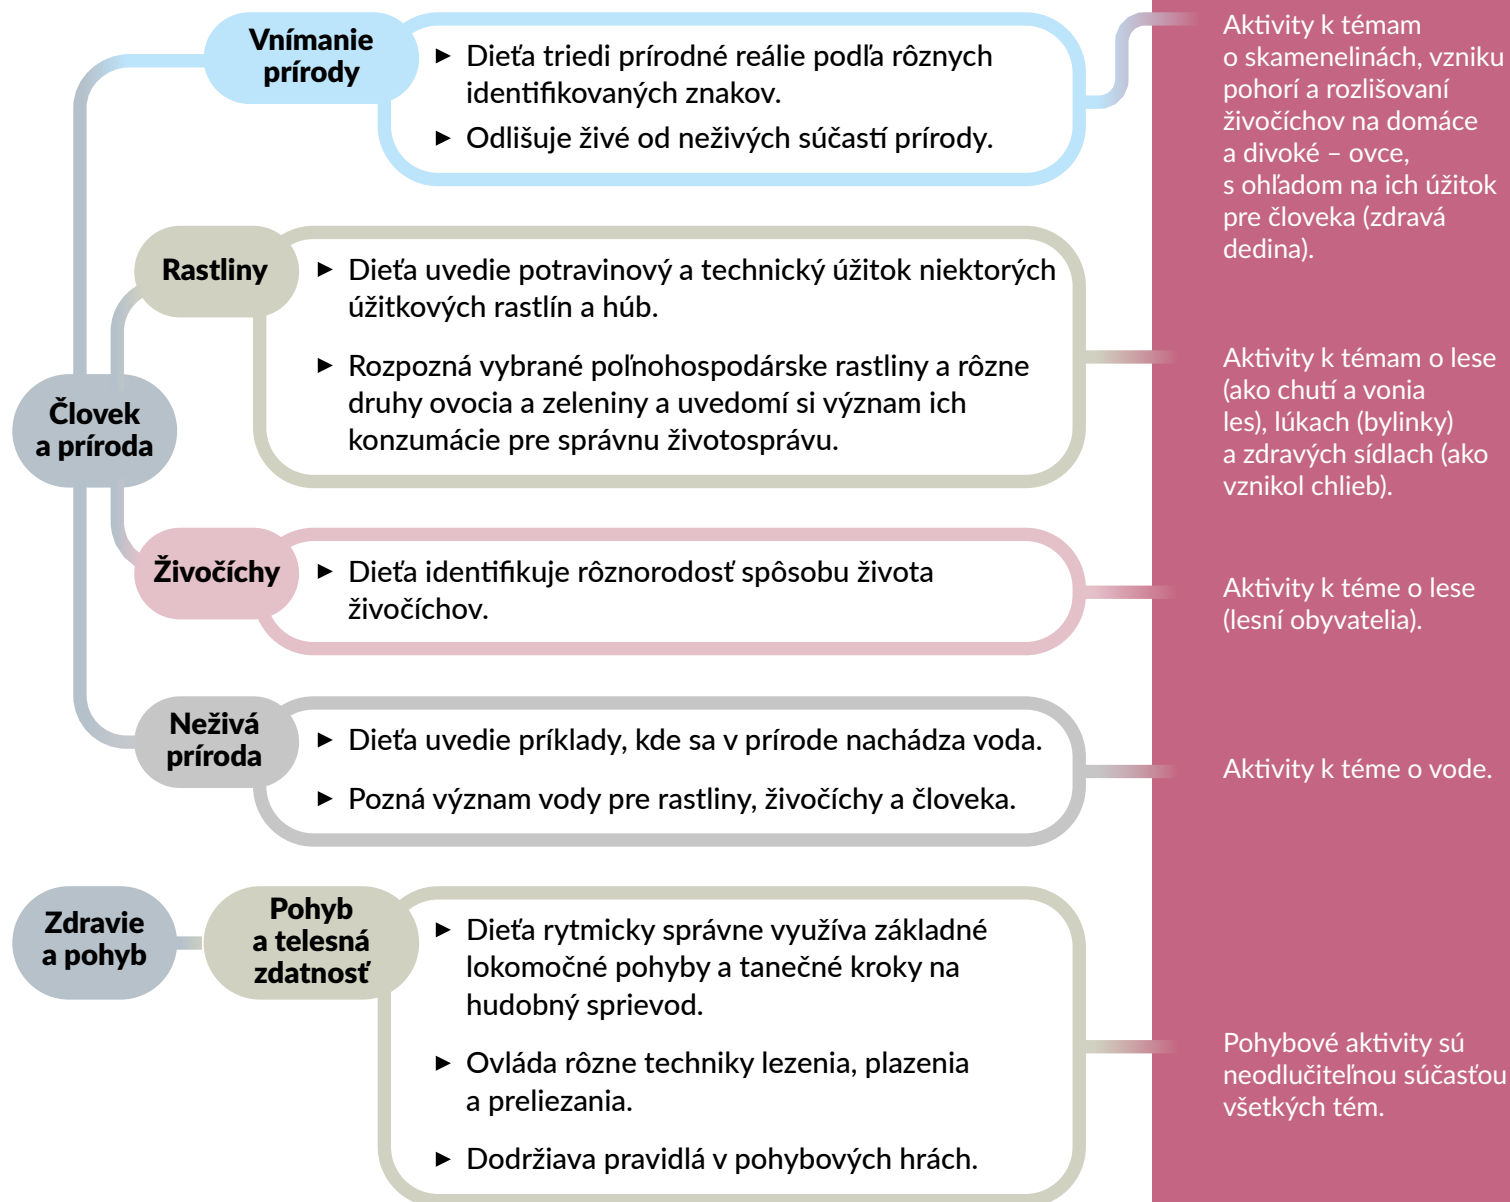 Vnímanie
prírody
► Dieťa triedi prírodné reálie podľa rôznych
identifikovaných znakov.
► Odlišuje živé od neživých súčastí prírody.
Aktivity k témam
o skamenelinách, vzniku
pohorí a rozlišovaní
živočíchov na domáce
a divoké – ovce,
s ohľadom na ich úžitok
pre človeka (zdravá
dedina).
Človek
a príroda
Rastliny
► Dieťa uvedie potravinový a technický úžitok niektorých
úžitkových rastlín a húb.
► Rozpozná vybrané poľnohospodárske rastliny a rôzne
druhy ovocia a zeleniny a uvedomí si význam ich
konzumácie pre správnu životosprávu.
Aktivity k témam o lese
(ako chutí a vonia
les), lúkach (bylinky)
a zdravých sídlach (ako
vznikol chlieb).
Živočíchy
► Dieťa identifikuje rôznorodosť spôsobu života
živočíchov.
Aktivity k téme o lese
(lesní obyvatelia).
Neživá
príroda
► Dieťa uvedie príklady, kde sa v prírode nachádza voda.
► Pozná význam vody pre rastliny, živočíchy a človeka.
Aktivity k téme o vode.
Zdravie
a pohyb
Pohyb
a telesná
zdatnosť
► Dieťa rytmicky správne využíva základné
lokomočné pohyby a tanečné kroky na
hudobný sprievod.
► Ovláda rôzne techniky lezenia, plazenia
a preliezania.
► Dodržiava pravidlá v pohybových hrách.
Pohybové aktivity sú
neodlučiteľnou súčasťou
všetkých tém.